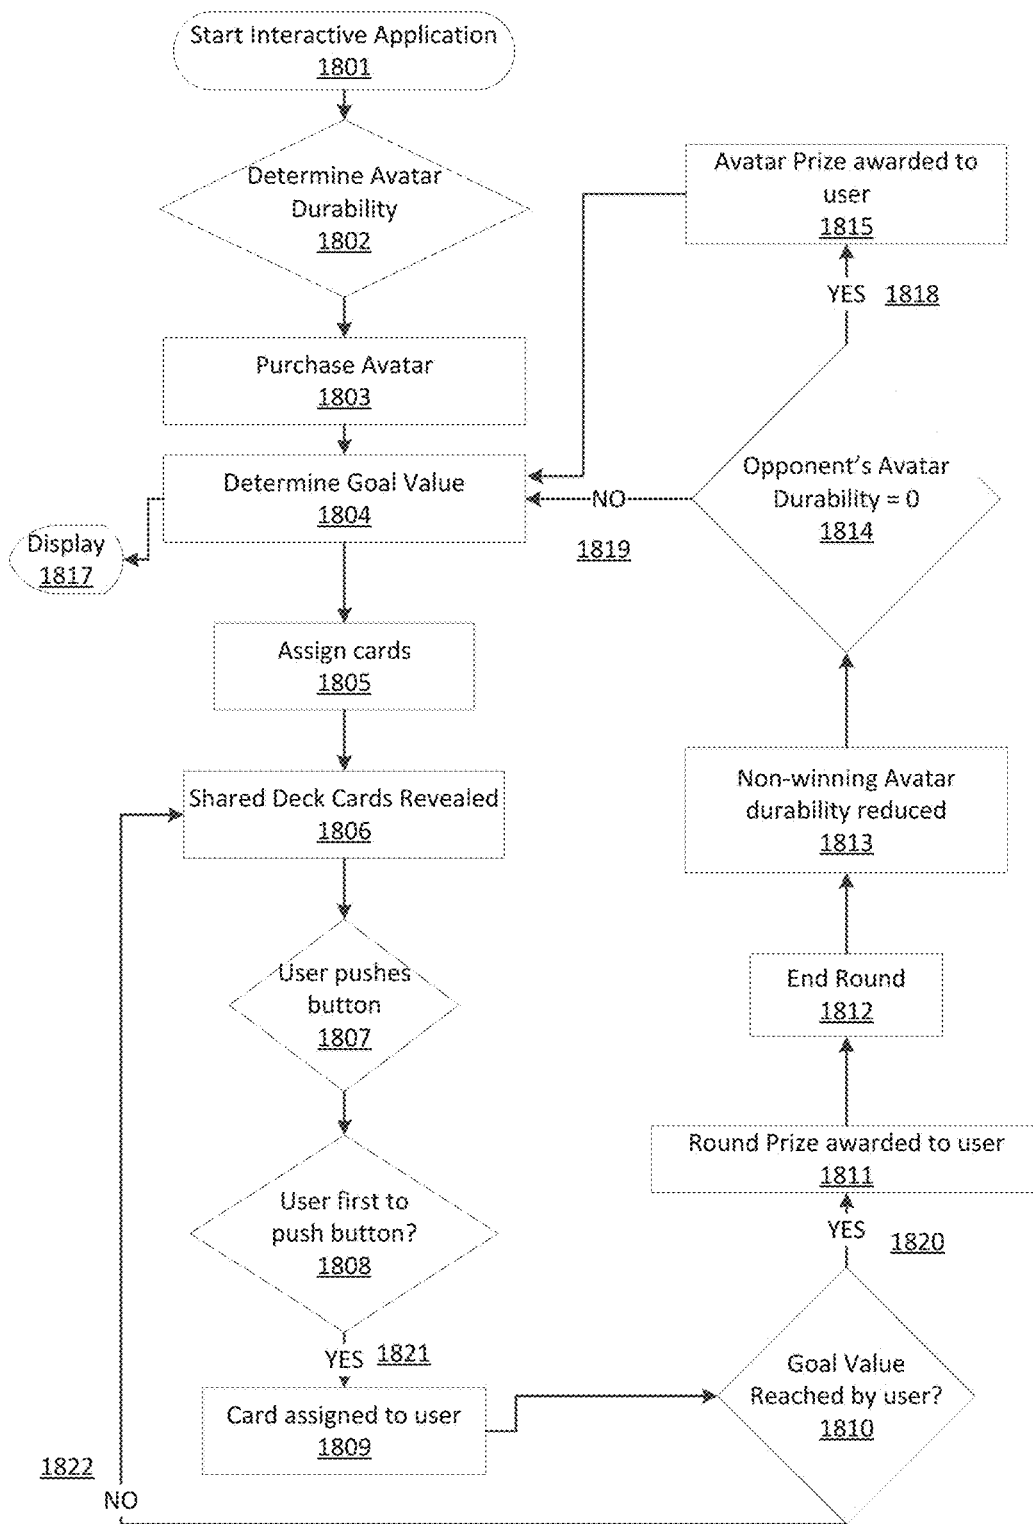 Start Interactive Application
1801
Determine Avatar
Durability
1802
Purchase Avatar
1803
Determine Goal Value
1804
Display
1817
Assign cards
1805
Shared Deck Cards Revealed
1806
User pushes
button
1807
User first to
push button?
1808
YES 1821
Card assigned to user
1809
1822
NO
Goal Value
Reached by user?
1810
YES 1820
Round Prize awarded to user
1811
End Round
1812
Non-winning Avatar
durability reduced
1813
Opponent's Avatar
Durability = 0
1814
NO
1819
YES 1818
Avatar Prize awarded to
user
1815